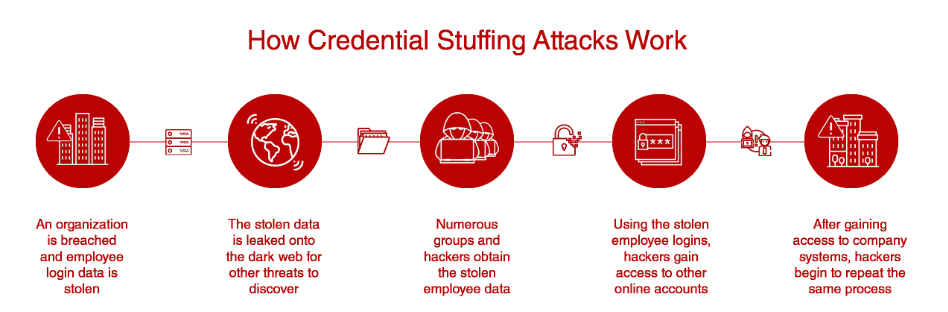 How Credential Stuffing Attacks Work
An organization
is breached
and employee
login data is
stolen
The stolen data
is leaked onto
the dark web for
other threats to
discover
Numerous
groups and
hackers obtain
the stolen
employee data
Using the stolen
employee logins,
hackers gain
access to other
online accounts
After gaining
access to company
systems, hackers
begin to repeat the
same process